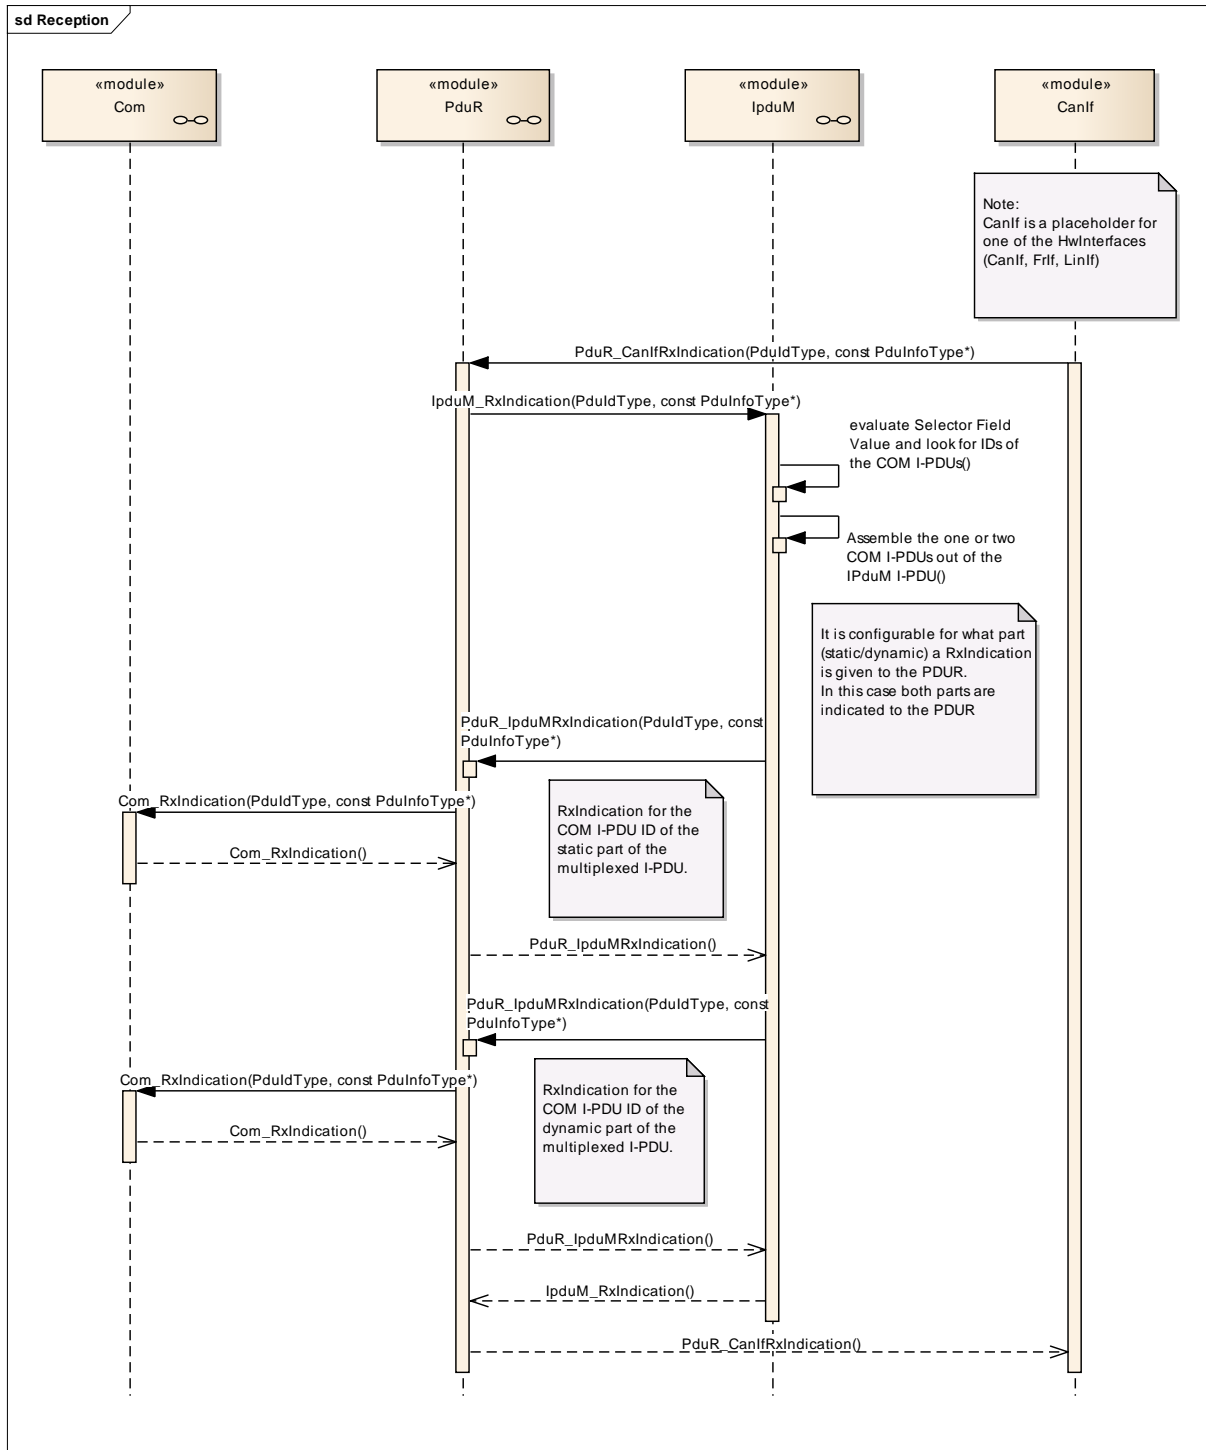 sd Reception
«module»
Com
«module»
PduR
«module»
IpduM
«module»
CanIf
Note:
CanIf is a placeholder for
one of the HwInterfaces
(CanIf, FrIf, LinIf)
PduR_CanIfRxIndication(PduIdType, const PduInfoType*)
IpduM_RxIndication(PduIdType, const PduInfoType*)
evaluate Selector Field
Value and look for IDs of
the COM I-PDUs()
Assemble the one or two
COM I-PDUs out of the
IPduM I-PDU()
It is configurable for what part
(static/dynamic) a RxIndication
is given to the PDUR.
In this case both parts are
indicated to the PDUR
PduR_IpduMRxIndication(PduIdType, const
PduInfoType*)
Com_RxIndication(PduIdType, const PduInfoType*)
RxIndication for the
COM I-PDU ID of the
static part of the
multiplexed I-PDU.
Com_RxIndication()
PduR_IpduMRxIndication()
PduR_IpduMRxIndication(PduIdType, const
PduInfoType*)
Com_RxIndication(PduIdType, const PduInfoType*)
RxIndication for the
COM I-PDU ID of the
dynamic part of the
multiplexed I-PDU.
Com_RxIndication()
PduR_IpduMRxIndication()
IpduM_RxIndication()
PduR_CanIfRxIndication()